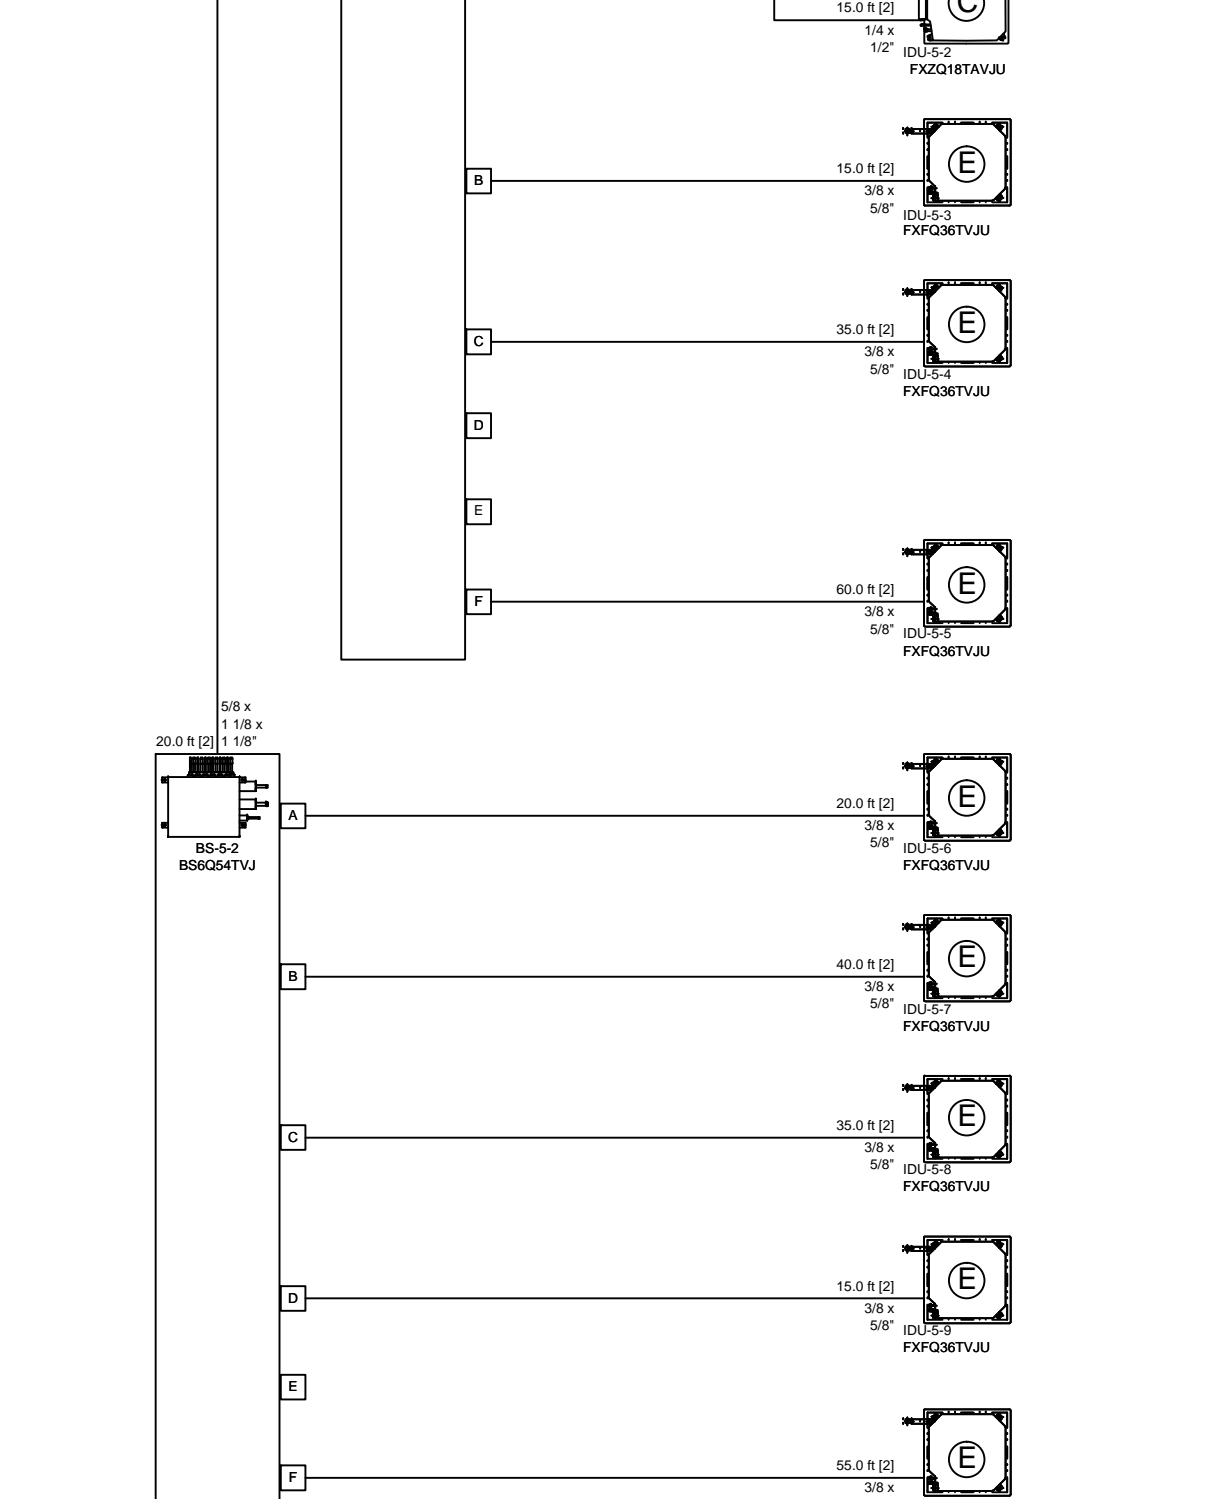 15.0 ft [2]
C
1/4 x
1/2"
IDU-5-2
FXZQ18TAVJU
B
15.0 ft [2]
E
3/8 x
5/8"
IDU-5-3
FXFQ36TVJU
C
35.0 ft [2]
E
3/8 x
5/8"
IDU-5-4
FXFQ36TVJU
D
E
F
60.0 ft [2]
E
3/8 x
5/8"
IDU-5-5
FXFQ36TVJU
5/8 x
1 1/8 x
20.0 ft [2] 1 1/8"
BS-5-2
BS6Q54TVJ
A
20.0 ft [2]
E
3/8 x
5/8"
IDU-5-6
FXFQ36TVJU
B
40.0 ft [2]
E
3/8 x
5/8"
IDU-5-7
FXFQ36TVJU
C
35.0 ft [2]
E
3/8 x
5/8"
IDU-5-8
FXFQ36TVJU
D
15.0 ft [2]
E
3/8 x
5/8"
IDU-5-9
FXFQ36TVJU
E
F
55.0 ft [2]
E
3/8 x